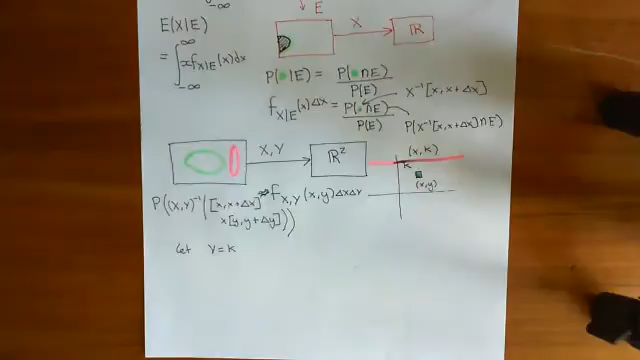 -∞
E
E(X|E)
X
ℝ
= ∫_{-∞}^{∞} x f_{X|E}(x) dx
P(•|E) = P(•∩E) / P(E)
f_{X|E}(x) Δx = P(•∩E) / P(E)
X⁻¹[x, x+Δx]
P(X⁻¹[x, x+Δx] ∩ E)
X, Y
ℝ²
(x, k)
k
(x,y)
P((X,Y)⁻¹([x, x+Δx] ≈ f_{X,Y}(x,y) ΔxΔy
x[y, y+Δy]))
Let Y = k